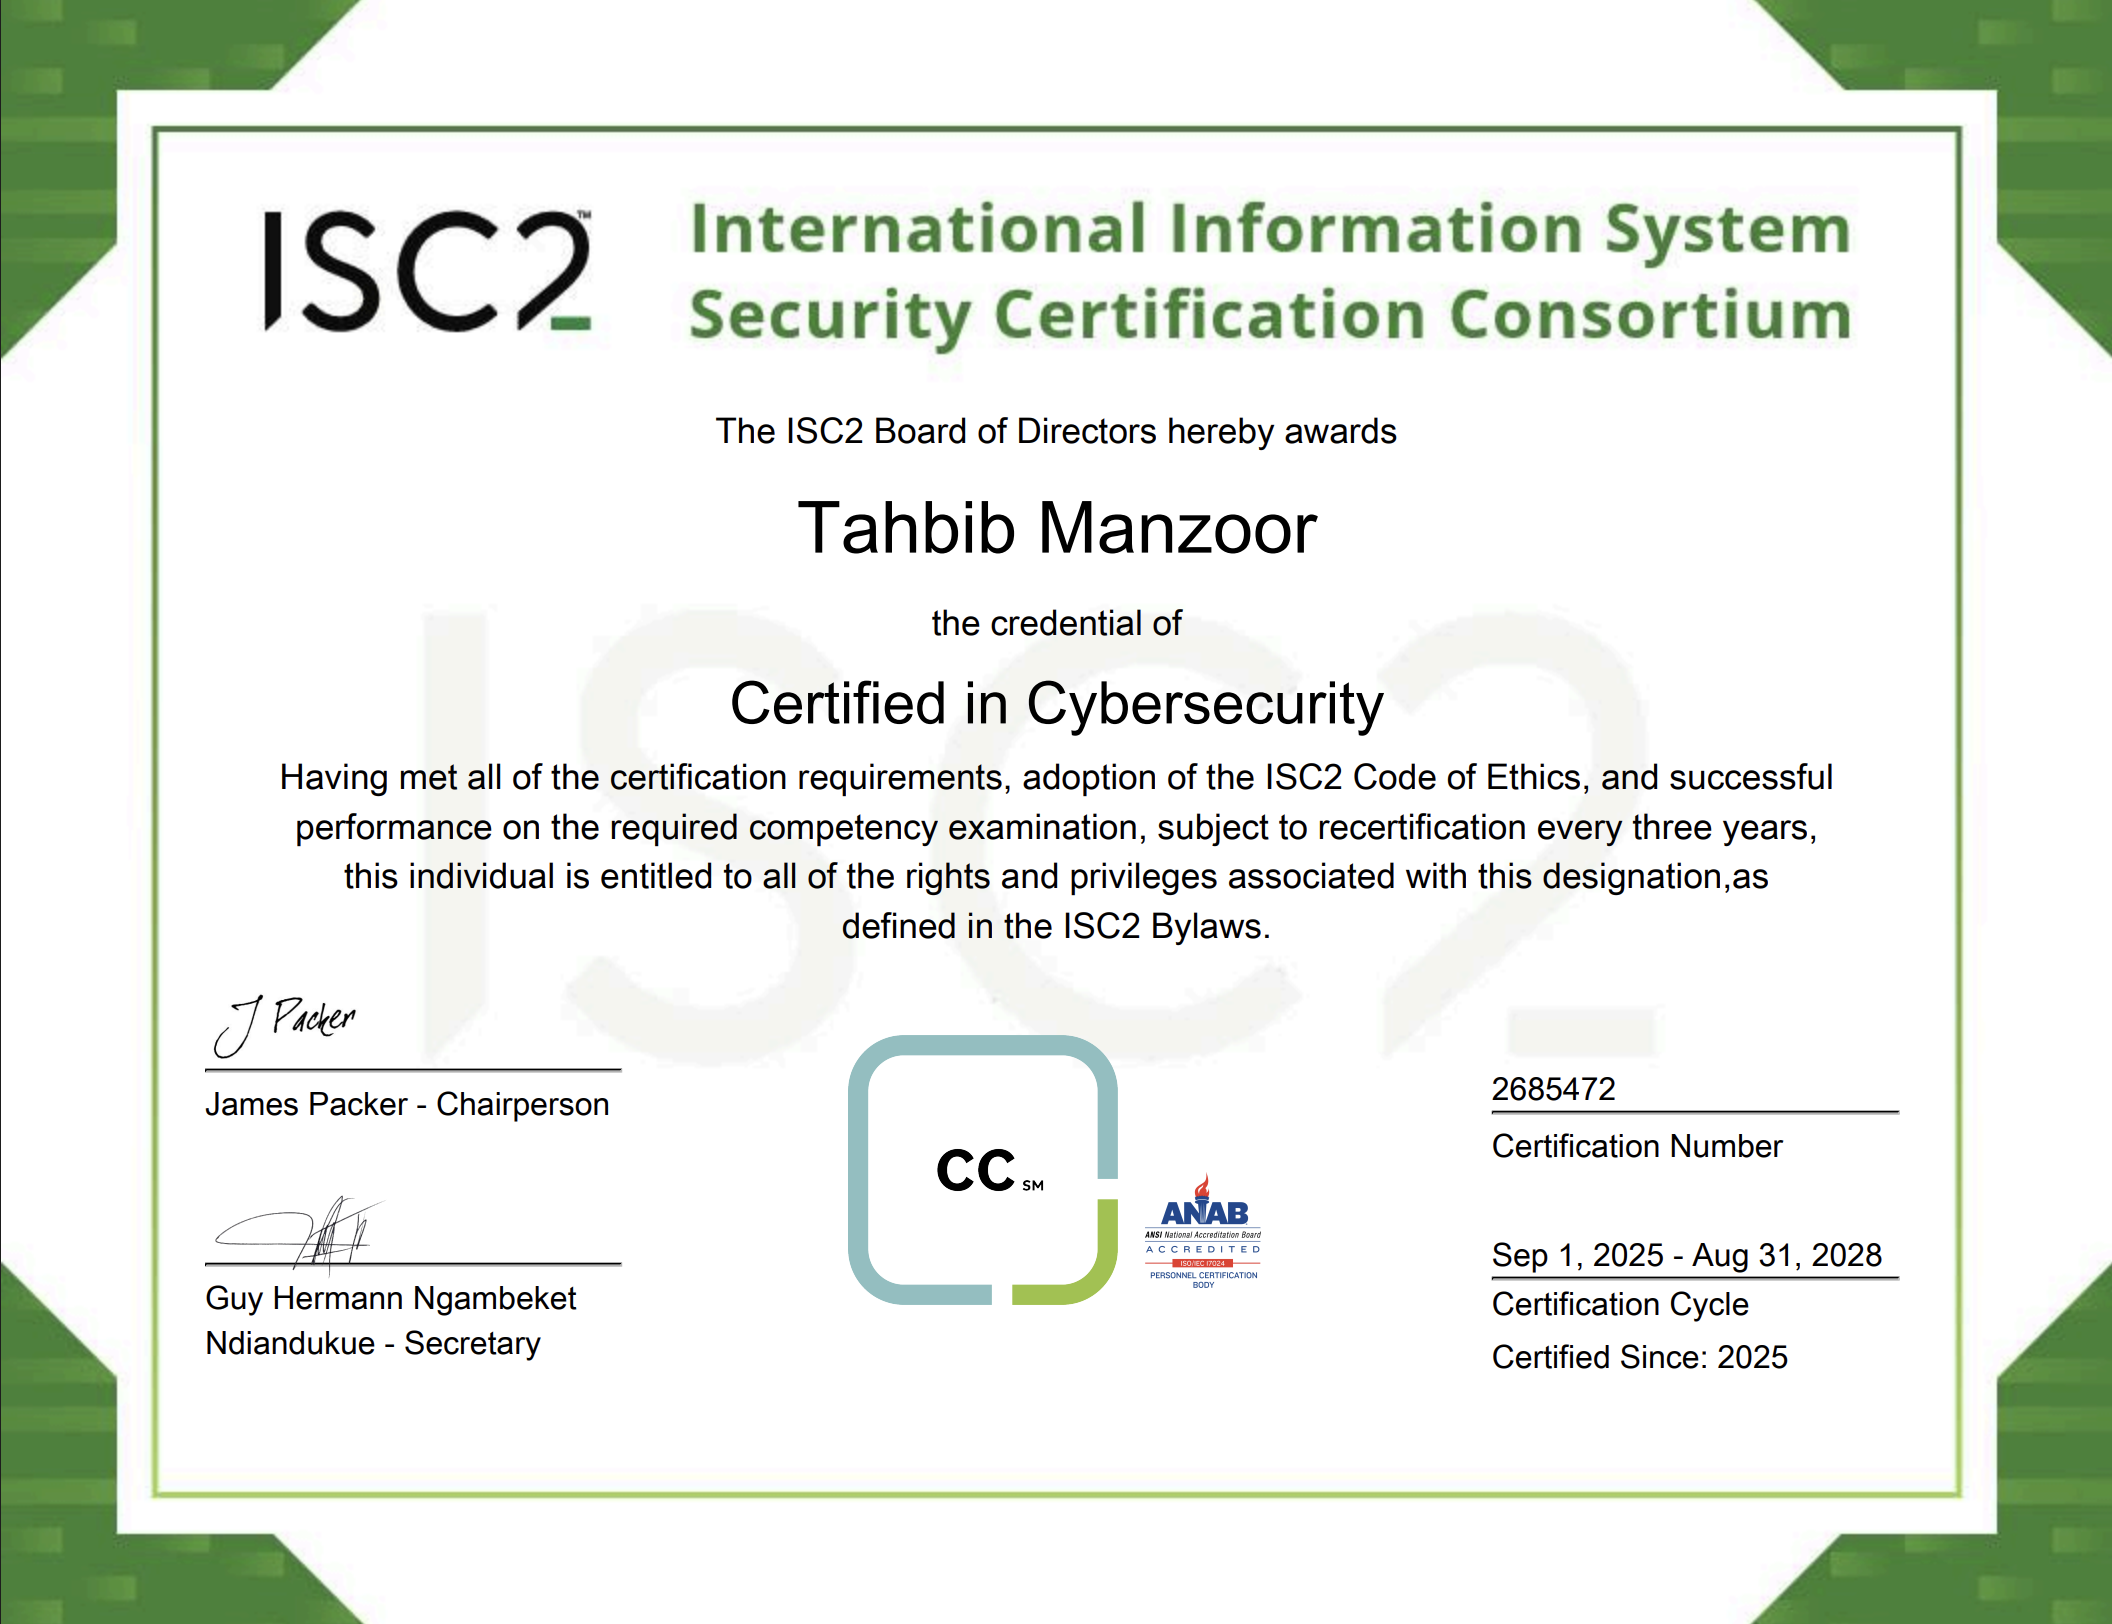 ISC2™
International Information System
Security Certification Consortium
The ISC2 Board of Directors hereby awards
Tahbib Manzoor
the credential of
Certified in Cybersecurity
Having met all of the certification requirements, adoption of the ISC2 Code of Ethics, and successful
performance on the required competency examination, subject to recertification every three years,
this individual is entitled to all of the rights and privileges associated with this designation,as
defined in the ISC2 Bylaws.
ISC2
J Packer
James Packer - Chairperson
Guy Hermann Ngambeket
Ndiandukue - Secretary
CC SM
ANAB
ANSI National Accreditation Board
ACCREDITED
ISO/IEC 17024
PERSONNEL CERTIFICATION
BODY
2685472
Certification Number
Sep 1, 2025 - Aug 31, 2028
Certification Cycle
Certified Since: 2025